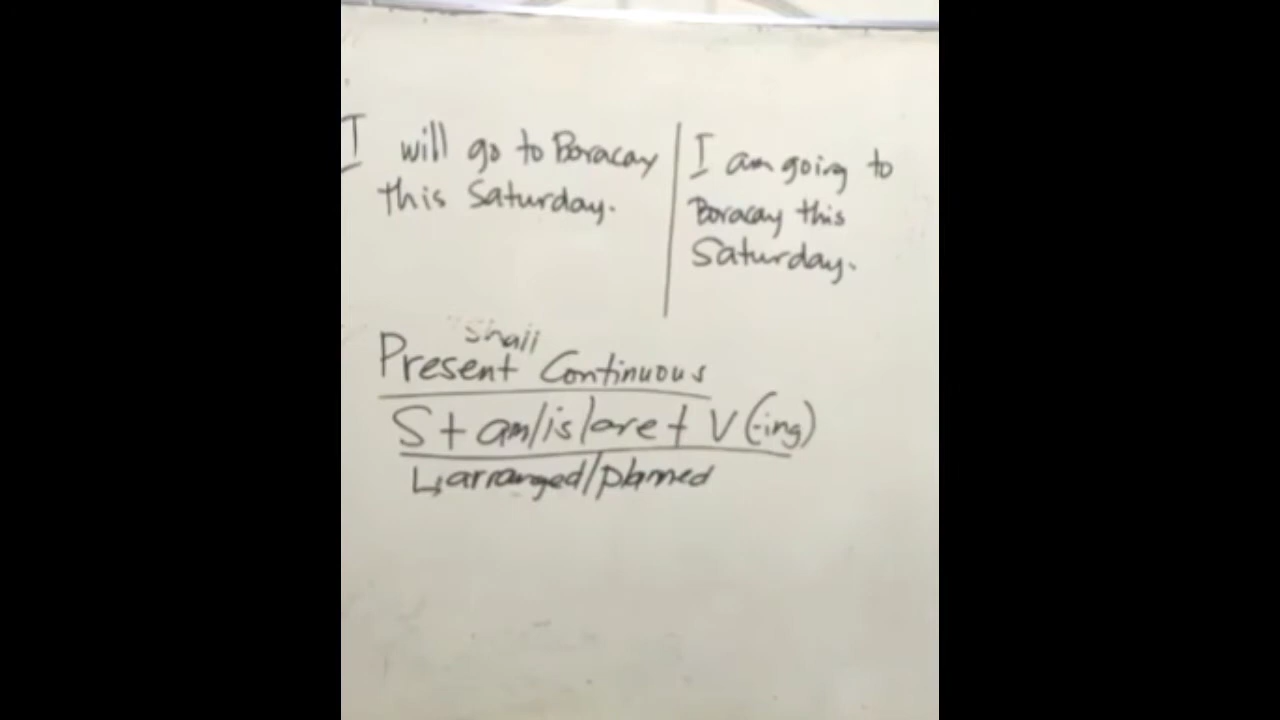 I will go to Boracay
this Saturday.
I am going to
Boracay this
Saturday.
shall
Present Continuous
S + am/is/are + V(-ing)
↳ arranged/planned